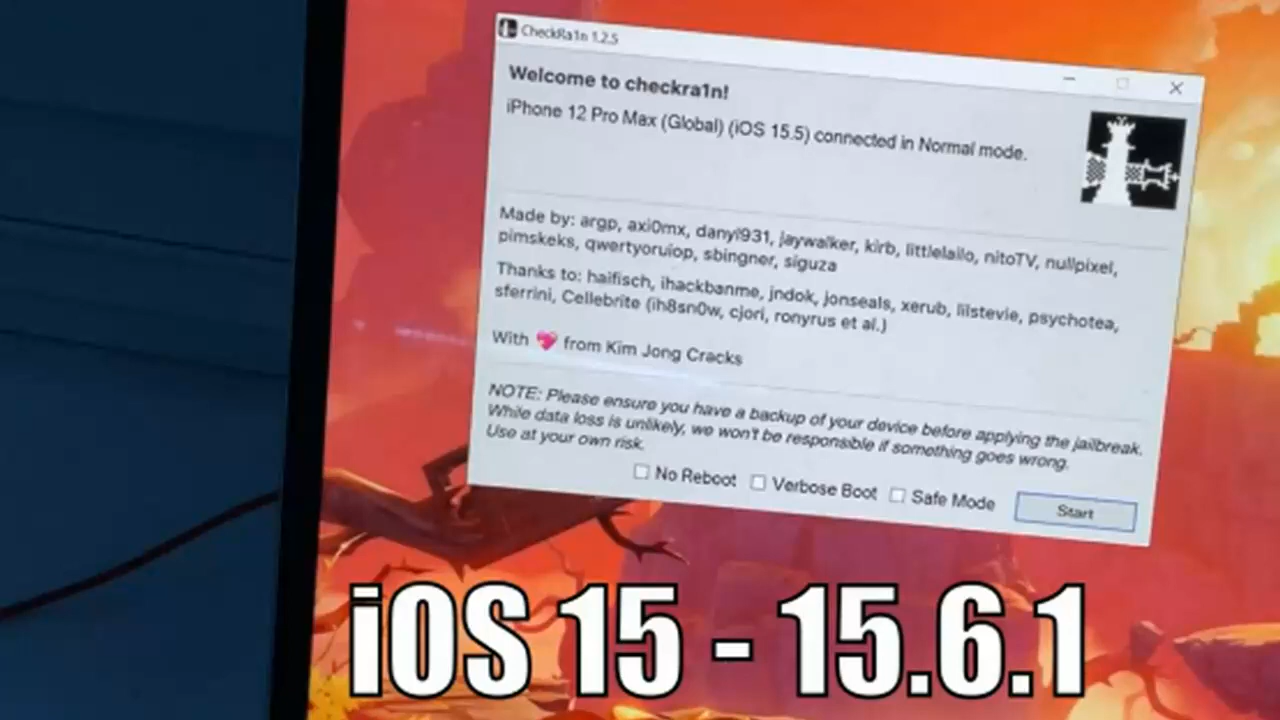 CheckRa1n 1.2.5
Welcome to checkra1n!
iPhone 12 Pro Max (Global) (iOS 15.5) connected in Normal mode.
Made by: argp, axi0mx, danyl931, jaywalker, kirb, littlelailo, nitoTV, nullpixel,
pimskeks, qwertyoruiop, sbingner, siguza
Thanks to: haifisch, ihackbanme, jndok, jonseals, xerub, lilstevie, psychotea,
sferrini, Cellebrite (ih8sn0w, cjori, ronyrus et al.)
With 💖 from Kim Jong Cracks
NOTE: Please ensure you have a backup of your device before applying the jailbreak.
While data loss is unlikely, we won't be responsible if something goes wrong.
Use at your own risk.
No Reboot Verbose Boot Safe Mode Start
iOS 15 - 15.6.1